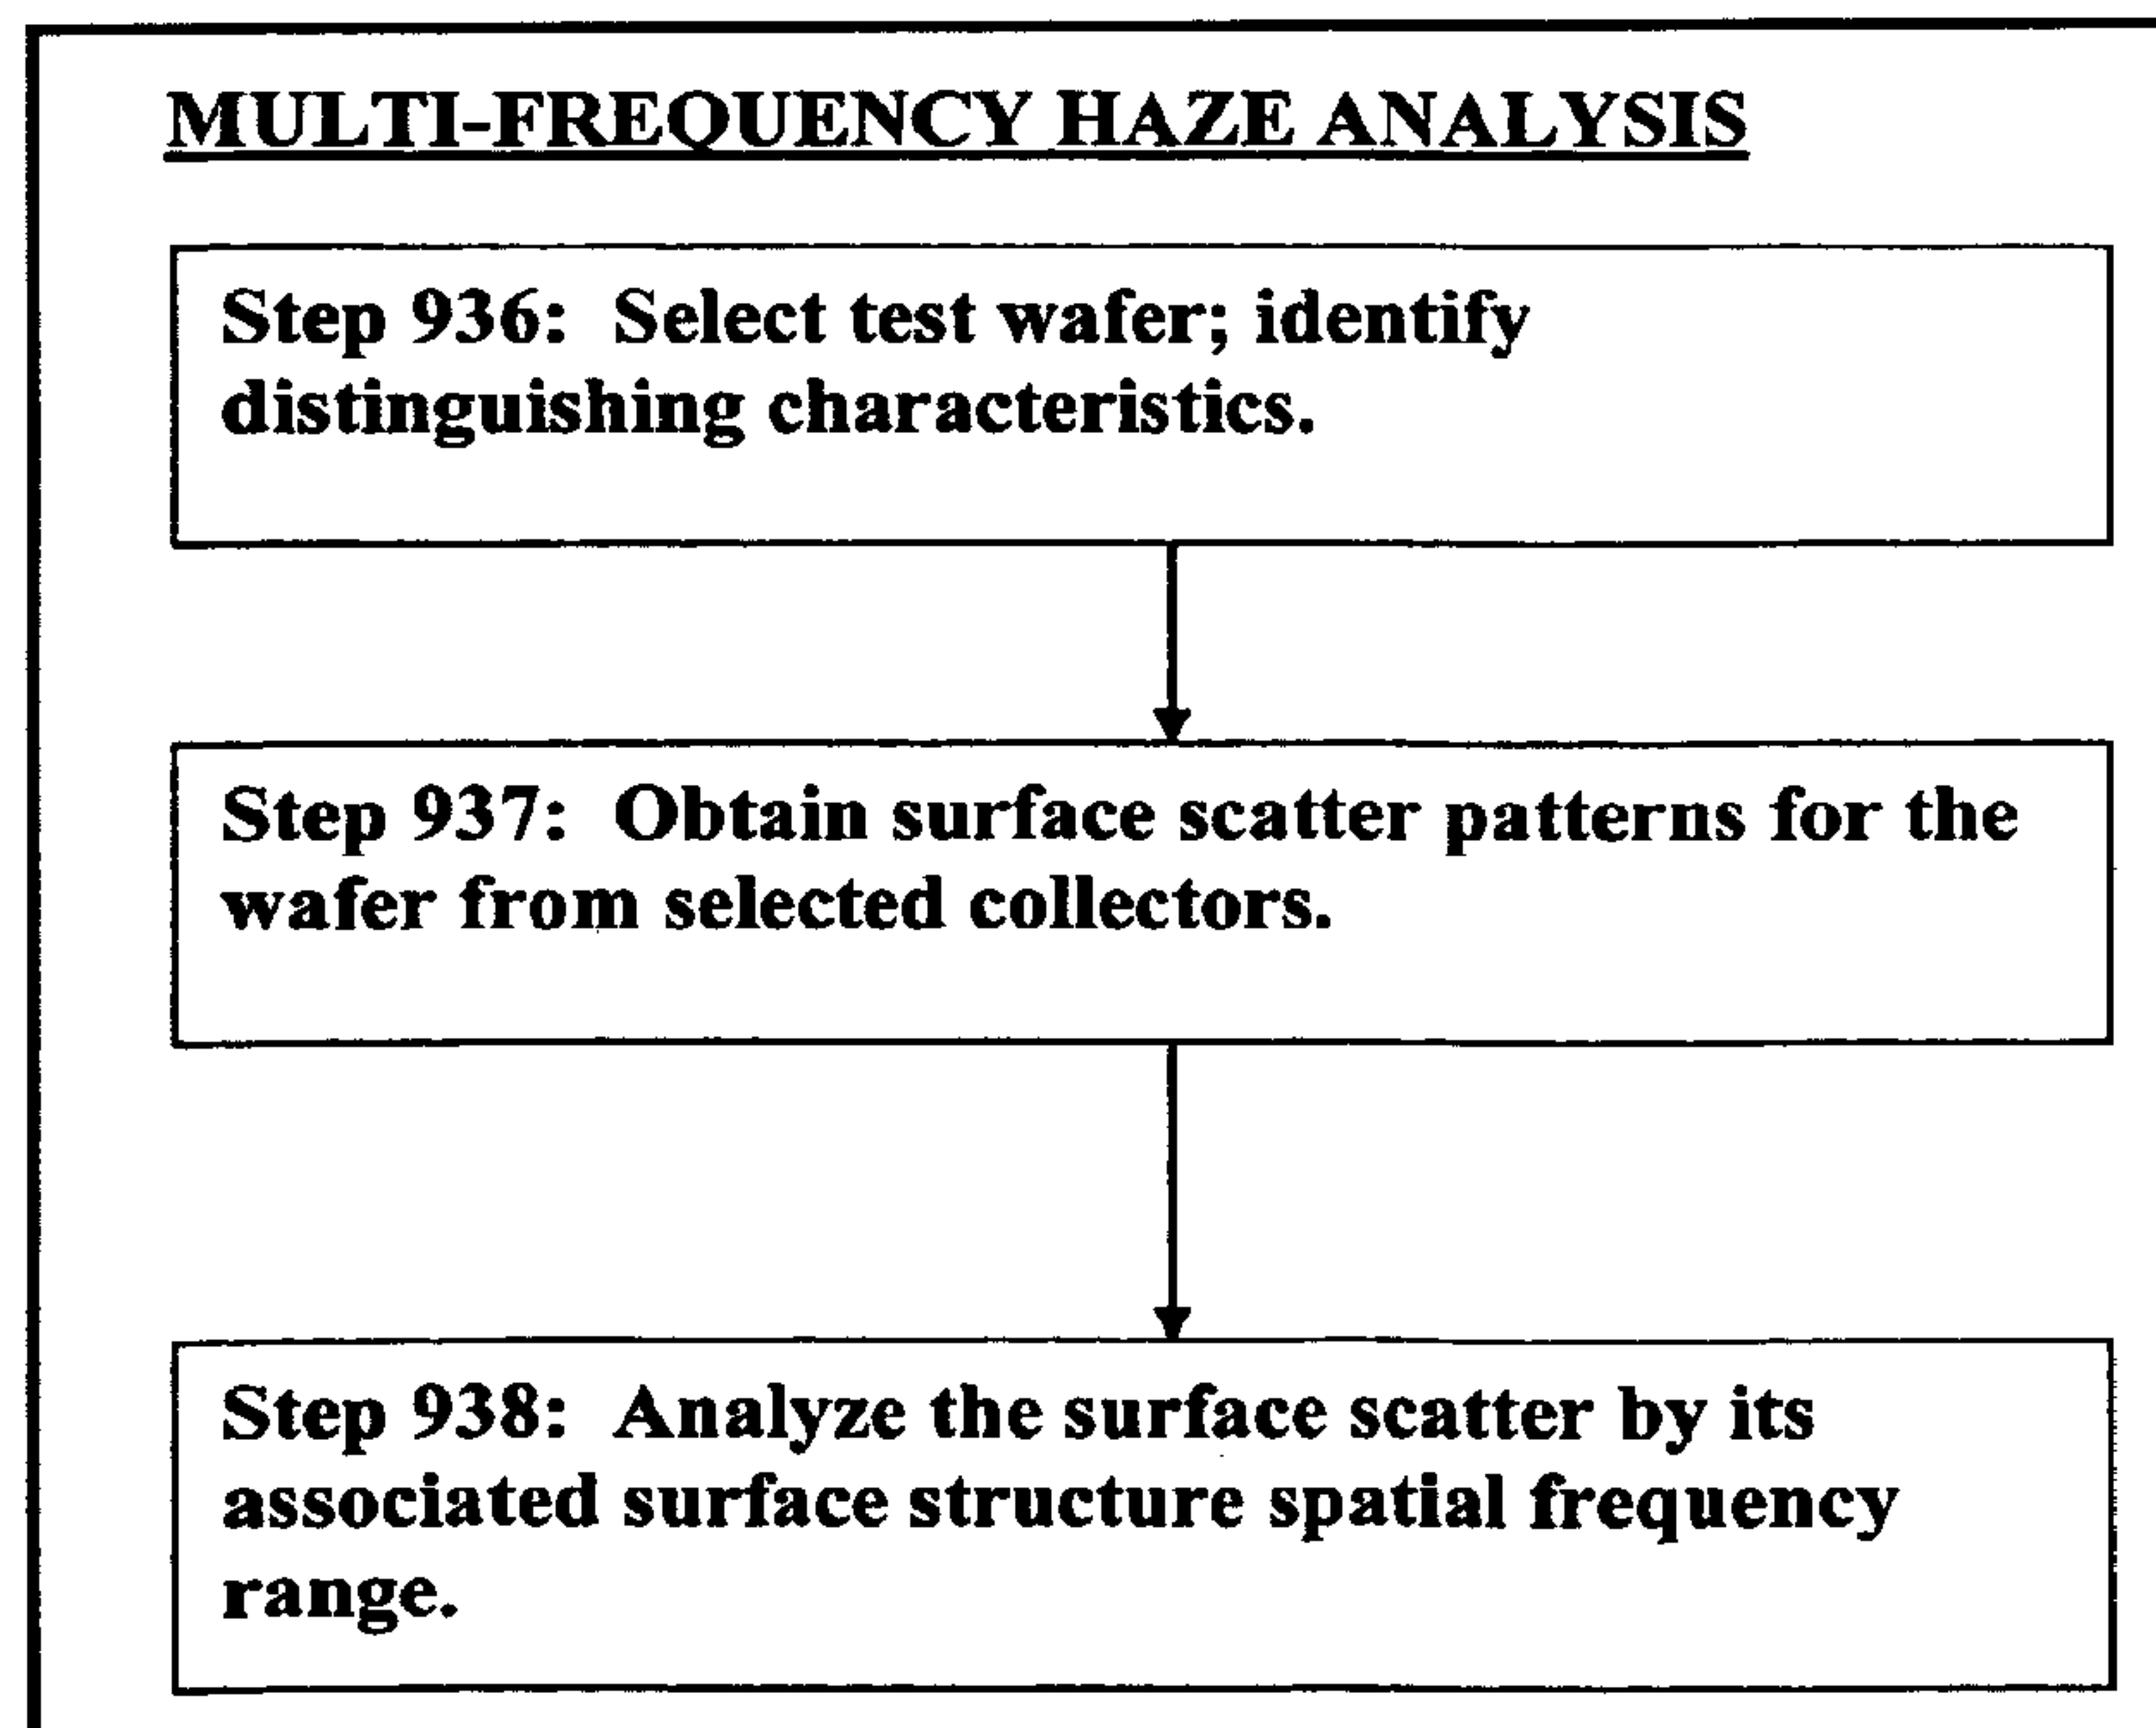 MULTI-FREQUENCY HAZE ANALYSIS
Step 936: Select test wafer; identify
distinguishing characteristics.
Step 937: Obtain surface scatter patterns for the
wafer from selected collectors.
Step 938: Analyze the surface scatter by its
associated surface structure spatial frequency
range.